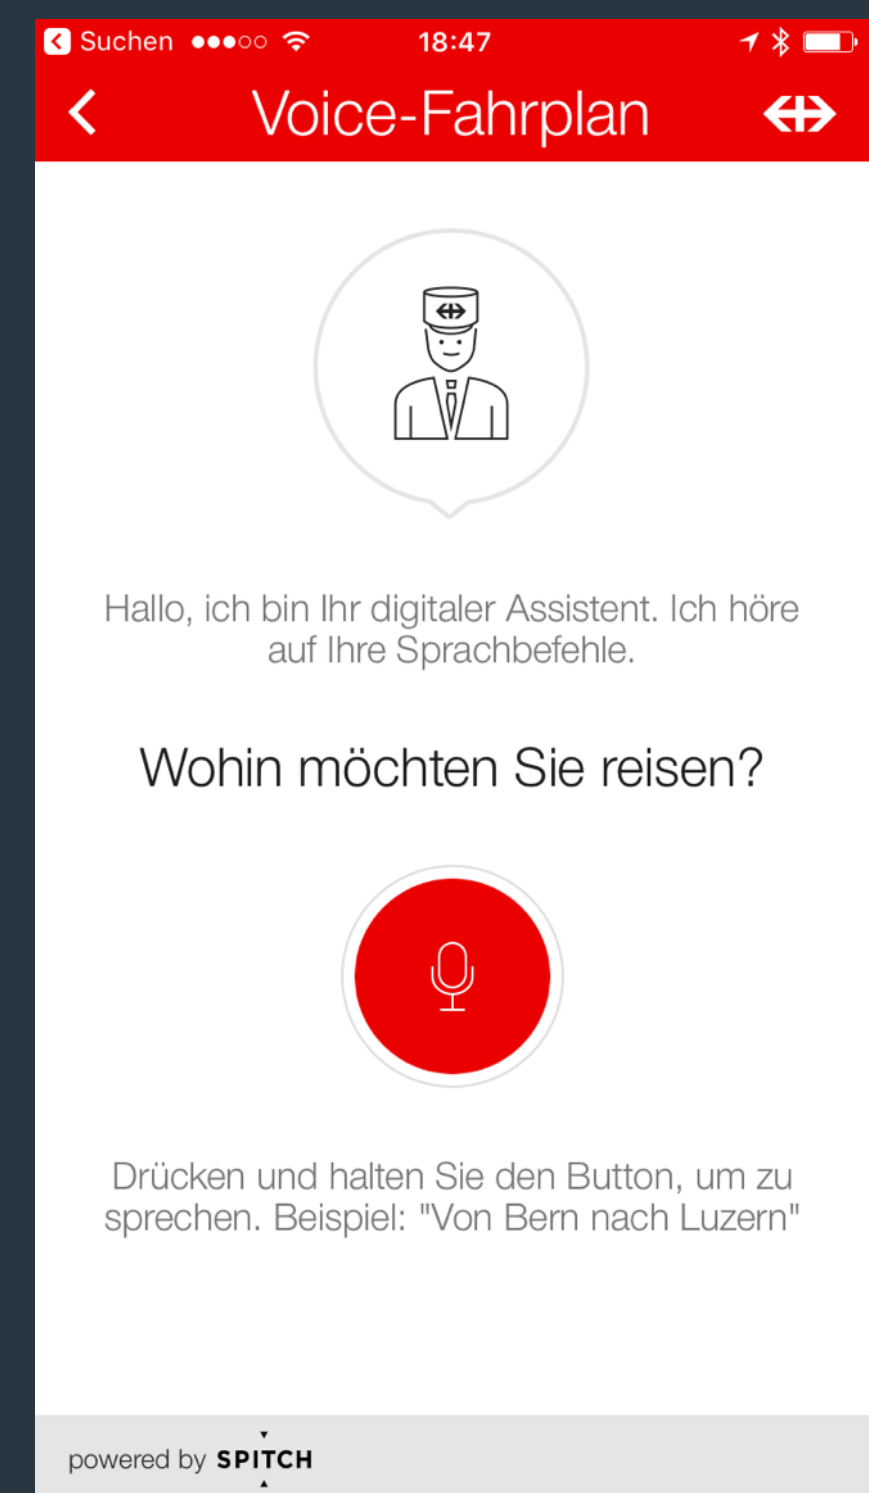 Suchen 18:47
Voice-Fahrplan
Hallo, ich bin Ihr digitaler Assistent. Ich höre
auf Ihre Sprachbefehle.
Wohin möchten Sie reisen?
Drücken und halten Sie den Button, um zu
sprechen. Beispiel: "Von Bern nach Luzern"
powered by SPITCH